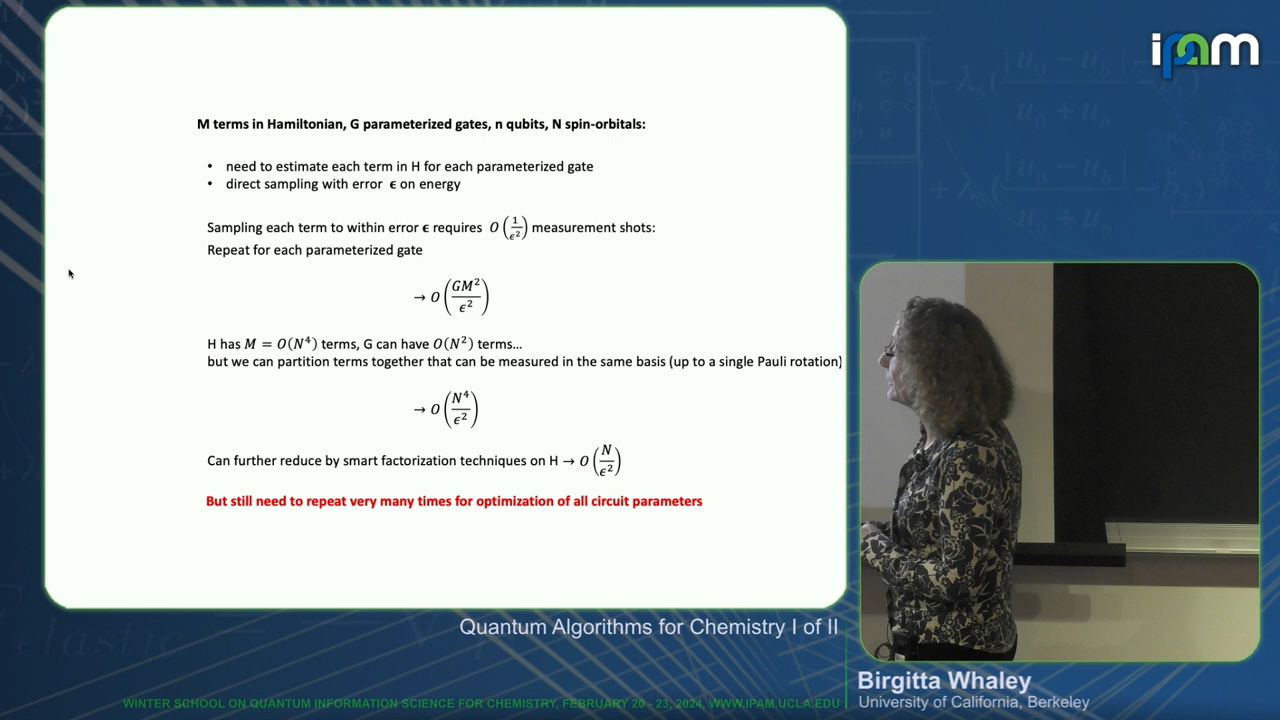 ipam
M terms in Hamiltonian, G parameterized gates, n qubits, N spin-orbitals:
• need to estimate each term in H for each parameterized gate
• direct sampling with error ϵ on energy
Sampling each term to within error ϵ requires O(1/ϵ²) measurement shots:
Repeat for each parameterized gate
→ O(GM²/ϵ²)
H has M = O(N⁴) terms, G can have O(N²) terms...
but we can partition terms together that can be measured in the same basis (up to a single Pauli rotation)
→ O(N⁴/ϵ²)
Can further reduce by smart factorization techniques on H → O(N/ϵ²)
But still need to repeat very many times for optimization of all circuit parameters
Quantum Algorithms for Chemistry I of II
Birgitta Whaley
University of California, Berkeley
WINTER SCHOOL ON QUANTUM INFORMATION SCIENCE FOR CHEMISTRY, FEBRUARY 20 - 23, 2024, WWW.IPAM.UCLA.EDU
elastic